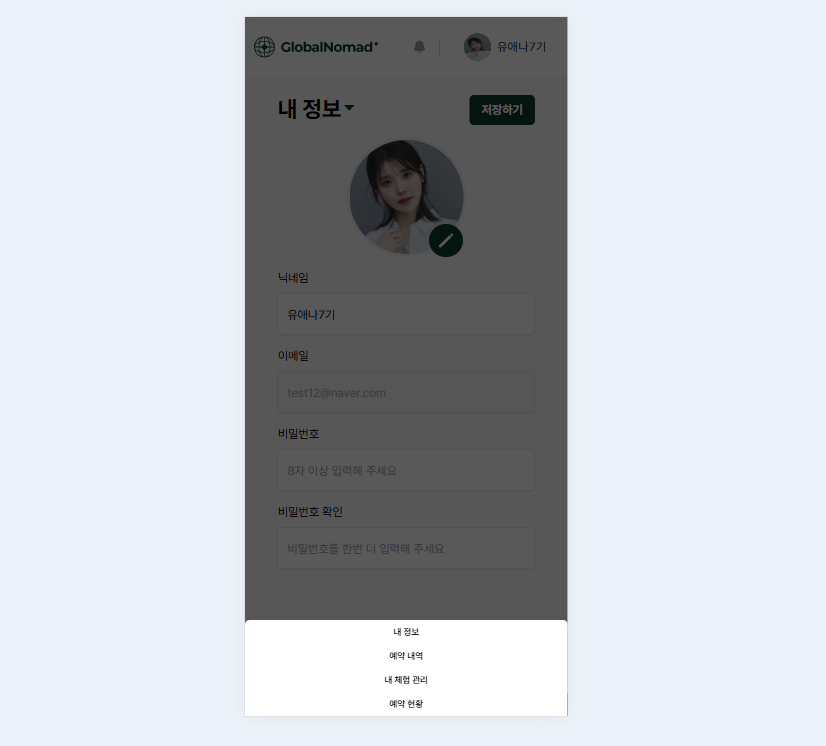 GlobalNomad
유애나7기
내 정보
저장하기
닉네임
유애나7기
이메일
test12@naver.com
비밀번호
8자 이상 입력해 주세요
비밀번호 확인
비밀번호를 한번 더 입력해 주세요
내 정보
예약 내역
내 체험 관리
예약 현황